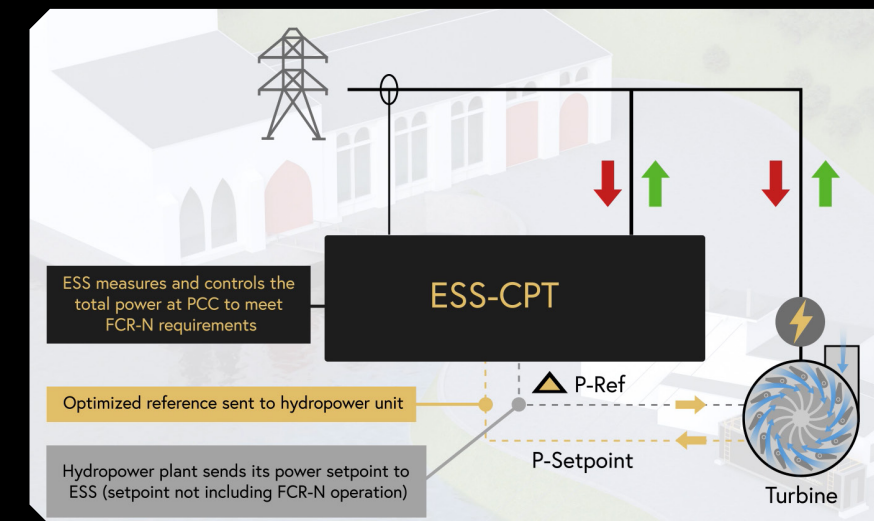 ESS measures and controls the
total power at PCC to meet
FCR-N requirements
ESS-CPT
P-Ref
Optimized reference sent to hydropower unit
P-Setpoint
Hydropower plant sends its power setpoint to
ESS (setpoint not including FCR-N operation)
Turbine